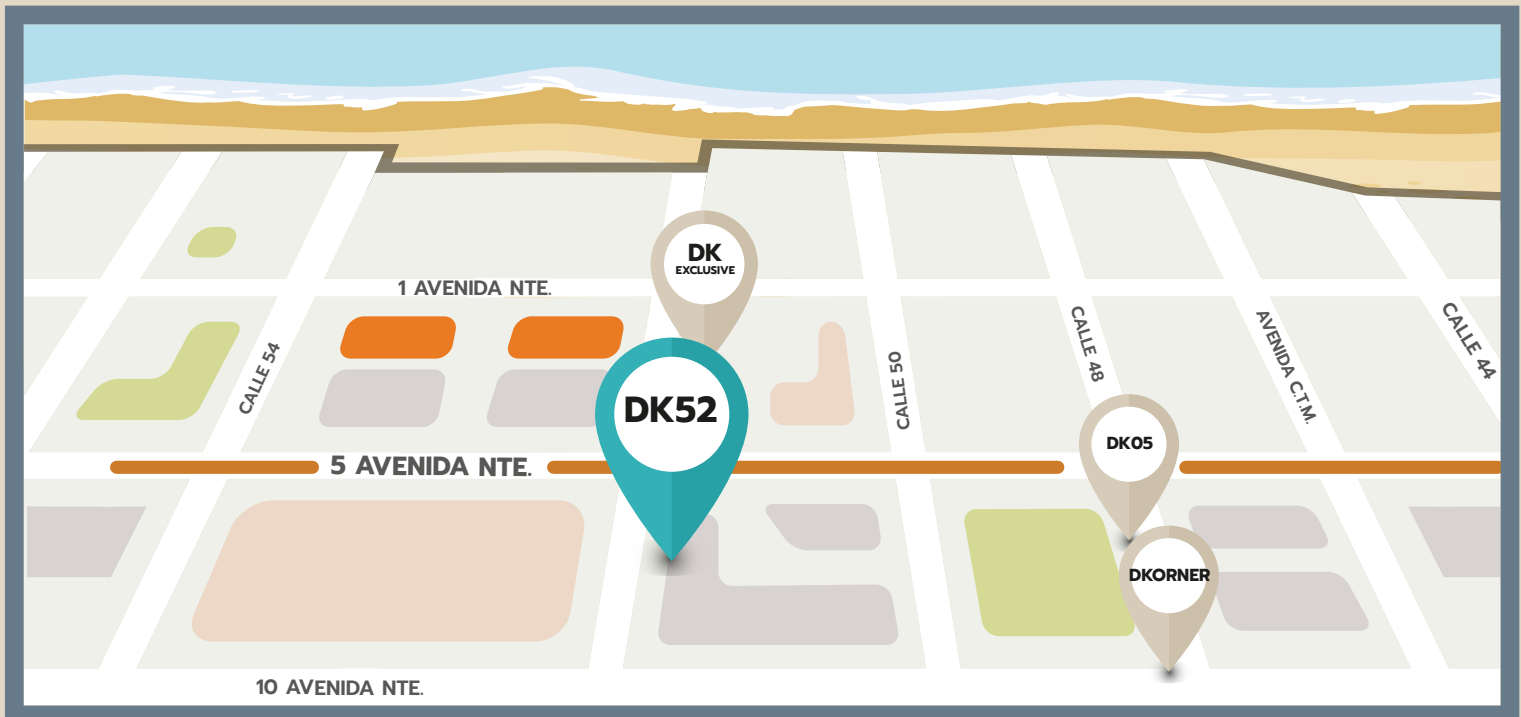 DK
EXCLUSIVE
1 AVENIDA NTE.
CALLE 54
CALLE 50
CALLE 48
AVENIDA C.T.M.
CALLE 44
DK52
DK05
5 AVENIDA NTE.
DKORNER
10 AVENIDA NTE.